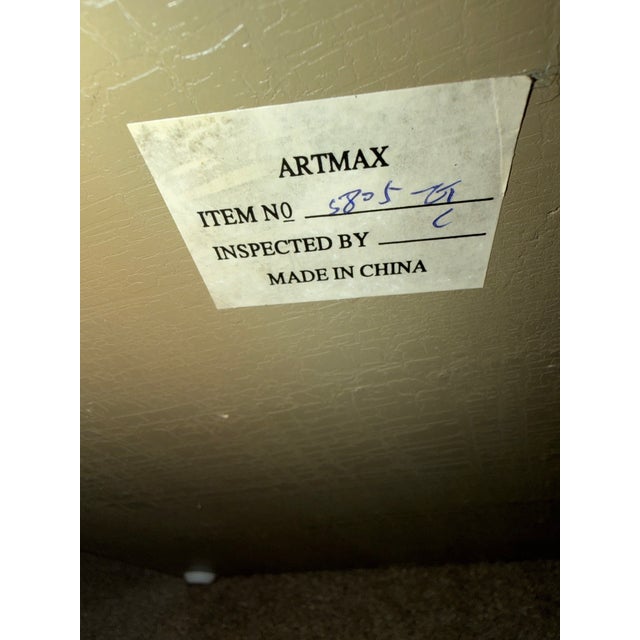 ARTMAX
ITEM NO 5805
INSPECTED BY
MADE IN CHINA